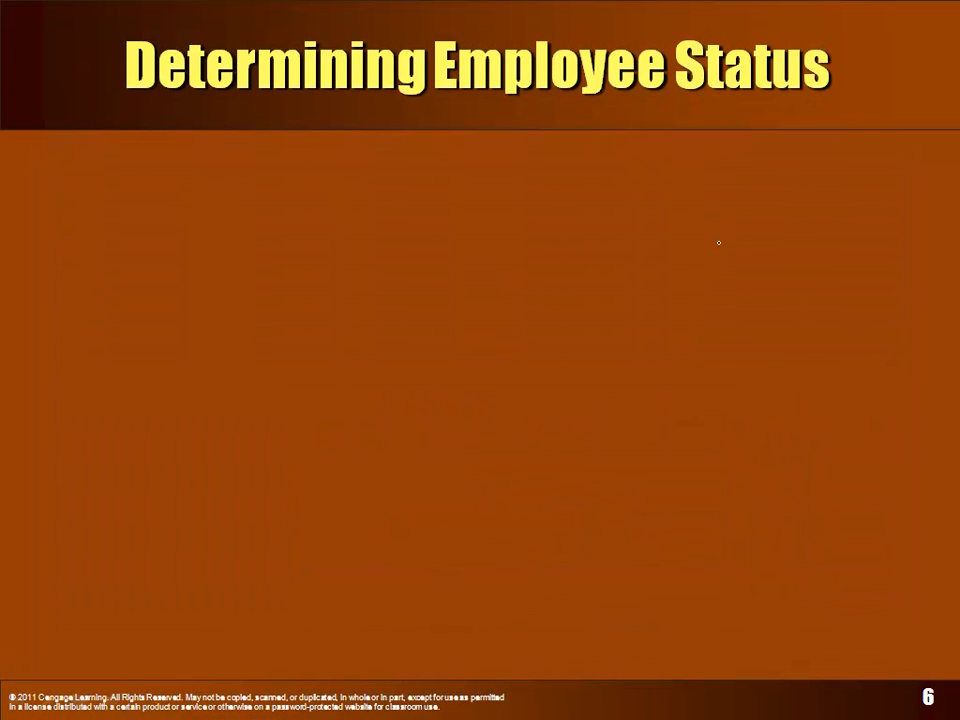 Determining Employee Status
© 2011 Cengage Learning. All Rights Reserved. May not be copied, scanned, or duplicated, in whole or in part, except for use as permitted
in a license distributed with a certain product or service or otherwise on a password-protected website for classroom use.
6